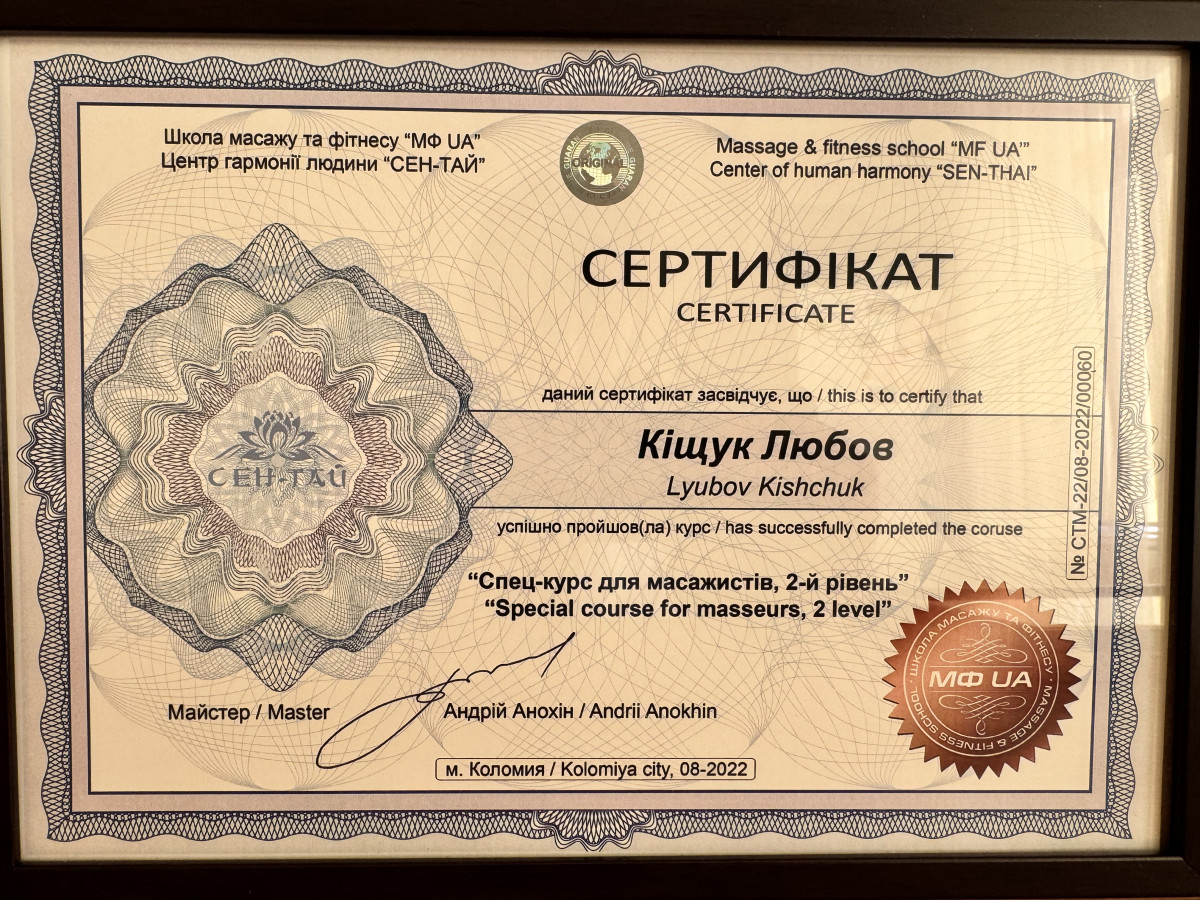 Школа масажу та фітнесу “МФ UA”
Центр гармонії людини “СЕН-ТАЙ”
ORIGINAL
Massage & fitness school “MF UA”
Center of human harmony “SEN-THAI”
СЕРТИФІКАТ
CERTIFICATE
даний сертифікат засвідчує, що / this is to certify that
Кіщук Любов
Lyubov Kishchuk
успішно пройшов(ла) курс / has successfully completed the coruse
“Спец-курс для масажистів, 2-й рівень”
“Special course for masseurs, 2 level”
СЕН-ТАЙ
№ СТМ-22/08-2022/00060
Майстер / Master
Андрій Анохін / Andrii Anokhin
м. Коломия / Kolomiya city, 08-2022
ШКОЛА МАСАЖУ ТА ФІТНЕСУ
МФ UA
MASSAGE & FITNESS SCHOOL